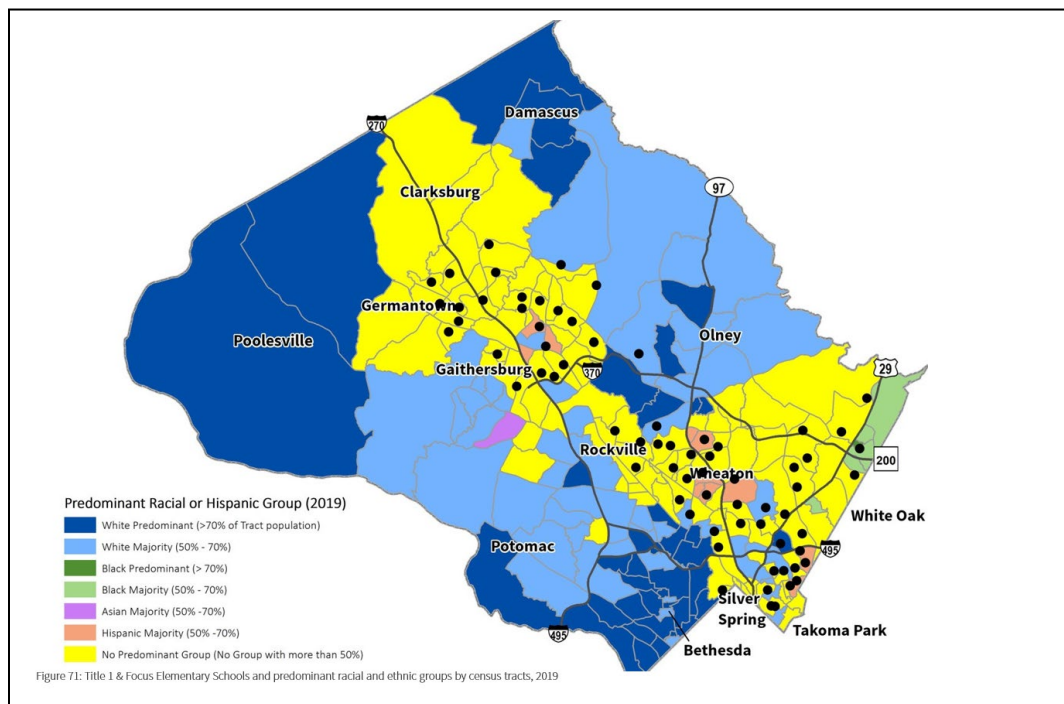 Damascus
270
97
Clarksburg
Germantown
Olney
Poolesville
Gaithersburg
370
29
Rockville
Wheaton
200
White Oak
Predominant Racial or Hispanic Group (2019)
White Predominant (>70% of Tract population)
White Majority (50% - 70%)
Black Predominant (> 70%)
Black Majority (50% - 70%)
Asian Majority (50% -70%)
Hispanic Majority (50% -70%)
No Predominant Group (No Group with more than 50%)
Potomac
495
Silver
Spring
Takoma Park
495
Bethesda
Figure 71: Title 1 & Focus Elementary Schools and predominant racial and ethnic groups by census tracts, 2019